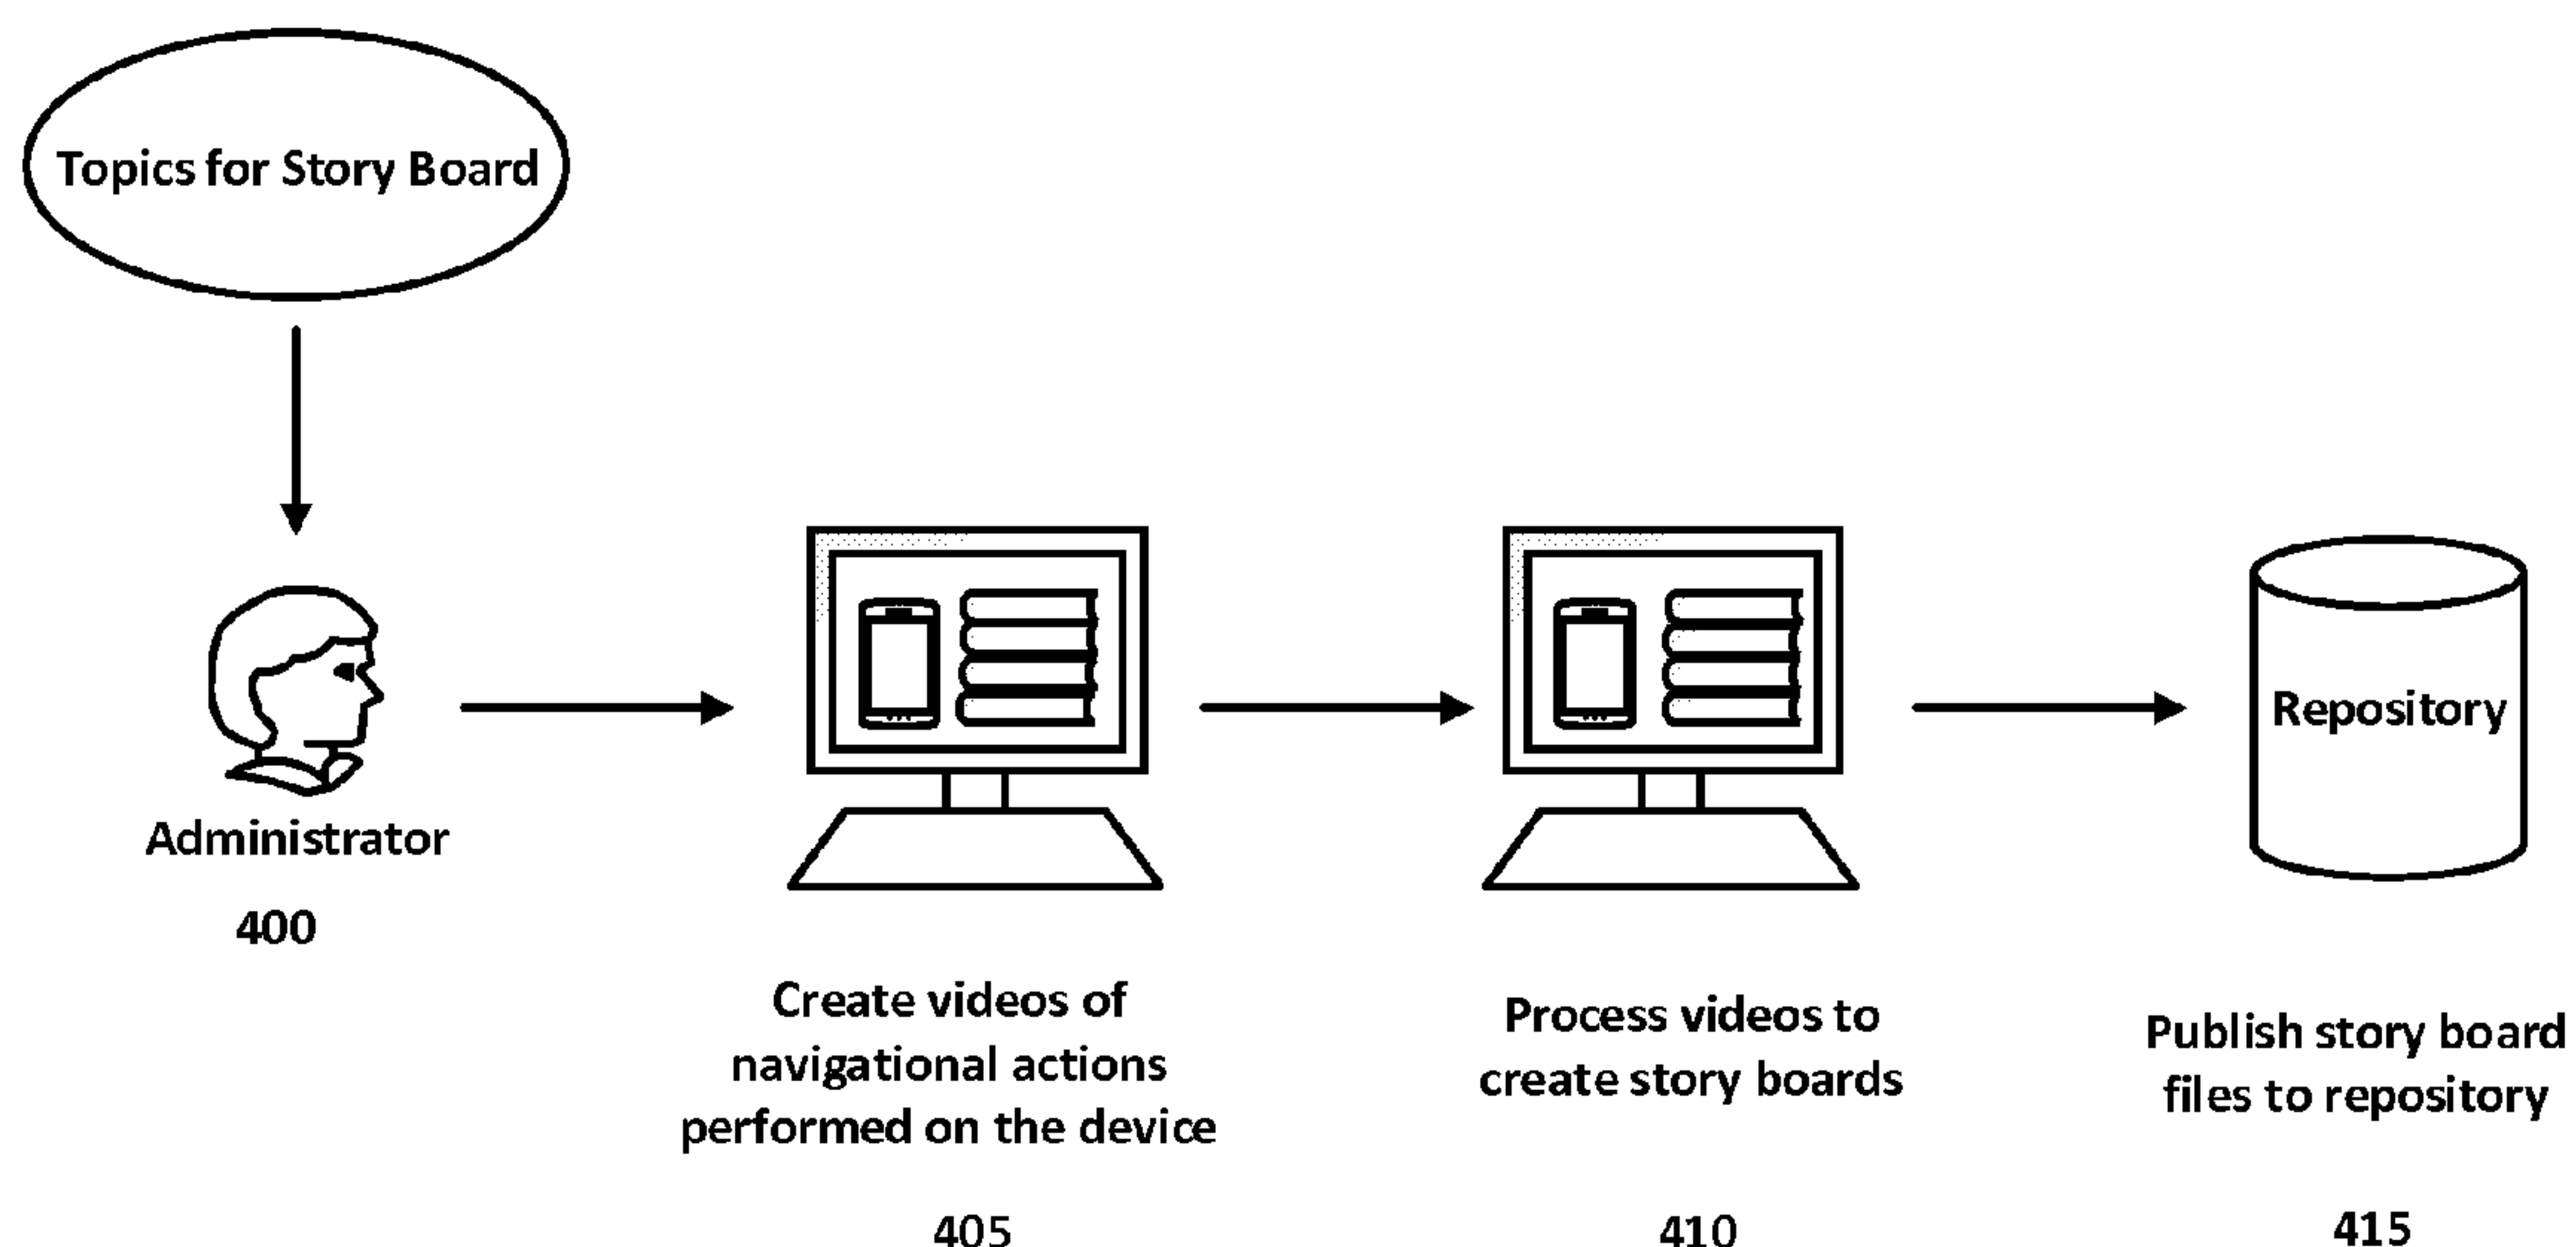 Topics for Story Board
Administrator
400
Create videos of
navigational actions
performed on the device
405
Process videos to
create story boards
410
Repository
Publish story board
files to repository
415